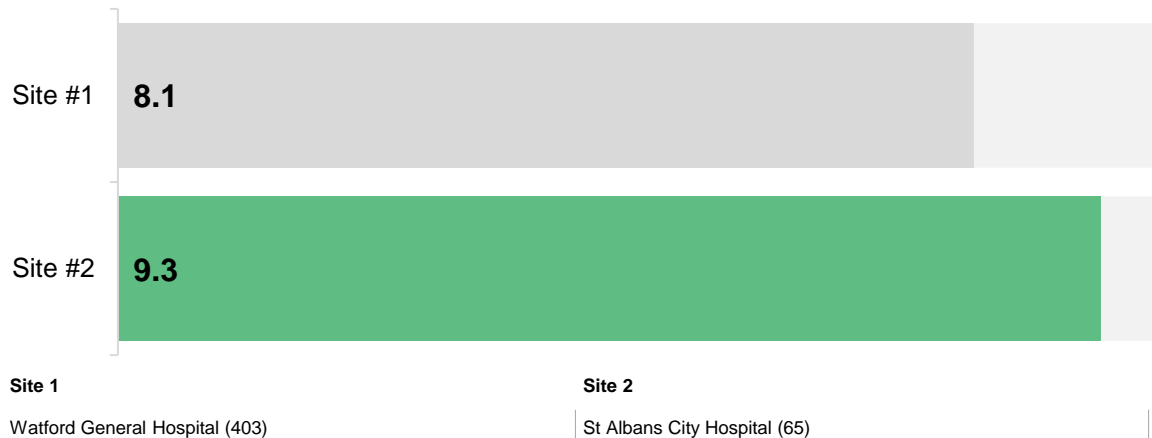 Site #1 8.1
Site #2 9.3
Site 1 Site 2
Watford General Hospital (403) St Albans City Hospital (65)